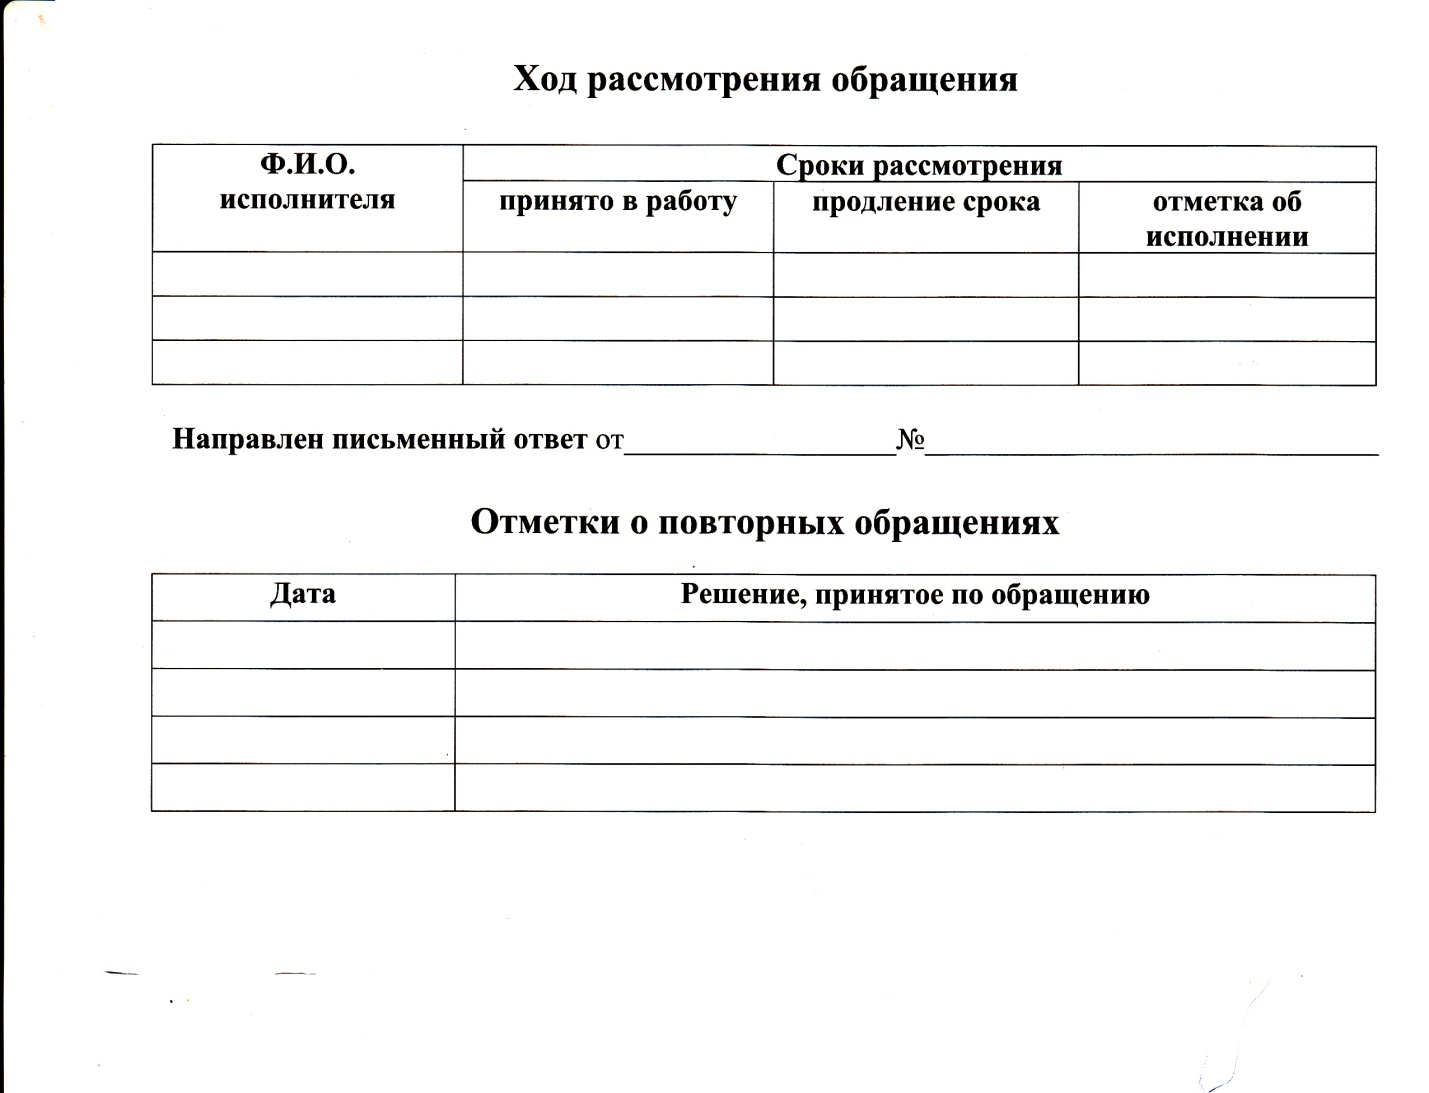 Ход рассмотрения обращения
Ф.И.О.
исполнителя
Сроки рассмотрения
принято в работу
продление срока
отметка об
исполнении
Направлен письменный ответ от № 
Отметки о повторных обращениях
Дата
Решение, принятое по обращению